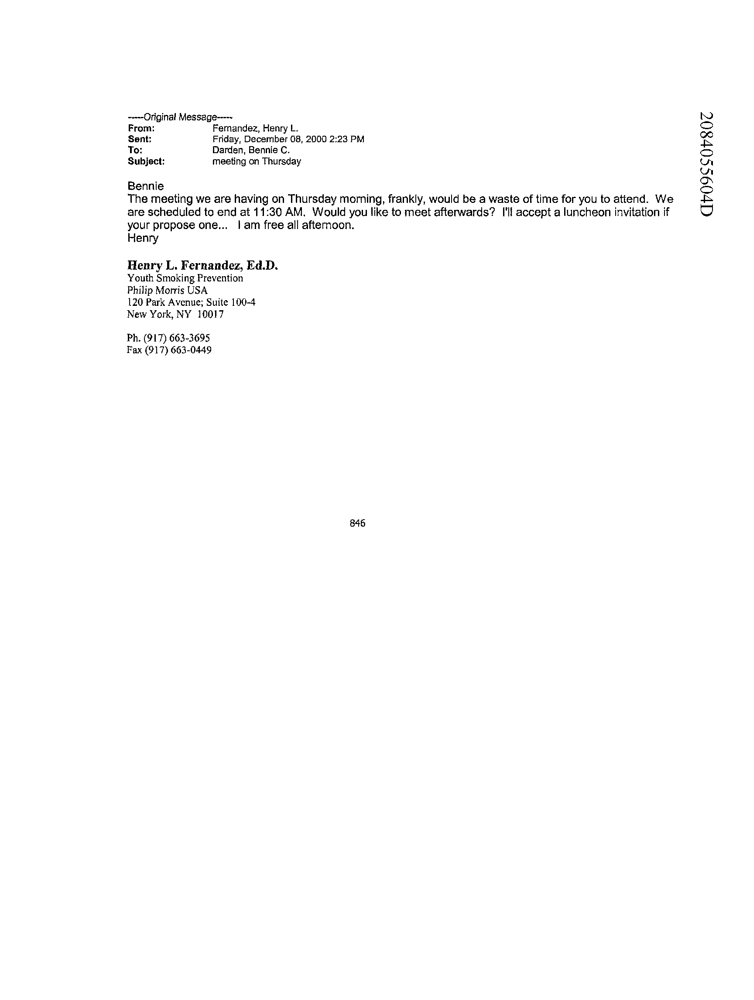 -----Original Message-----
From: Fernandez, Henry L.
Sent: Friday, December 08, 2000 2:23 PM
To: Darden, Bennie C.
Subject: meeting on Thursday
Bennie
The meeting we are having on Thursday morning, frankly, would be a waste of time for you to attend. We
are scheduled to end at 11:30 AM. Would you like to meet afterwards? I'll accept a luncheon invitation if
your propose one... I am free all afternoon.
Henry
Henry L. Fernandez, Ed.D.
Youth Smoking Prevention
Philip Morris USA
120 Park Avenue; Suite 100-4
New York, NY 10017
Ph. (917) 663-3695
Fax (917) 663-0449
846
2084055604D